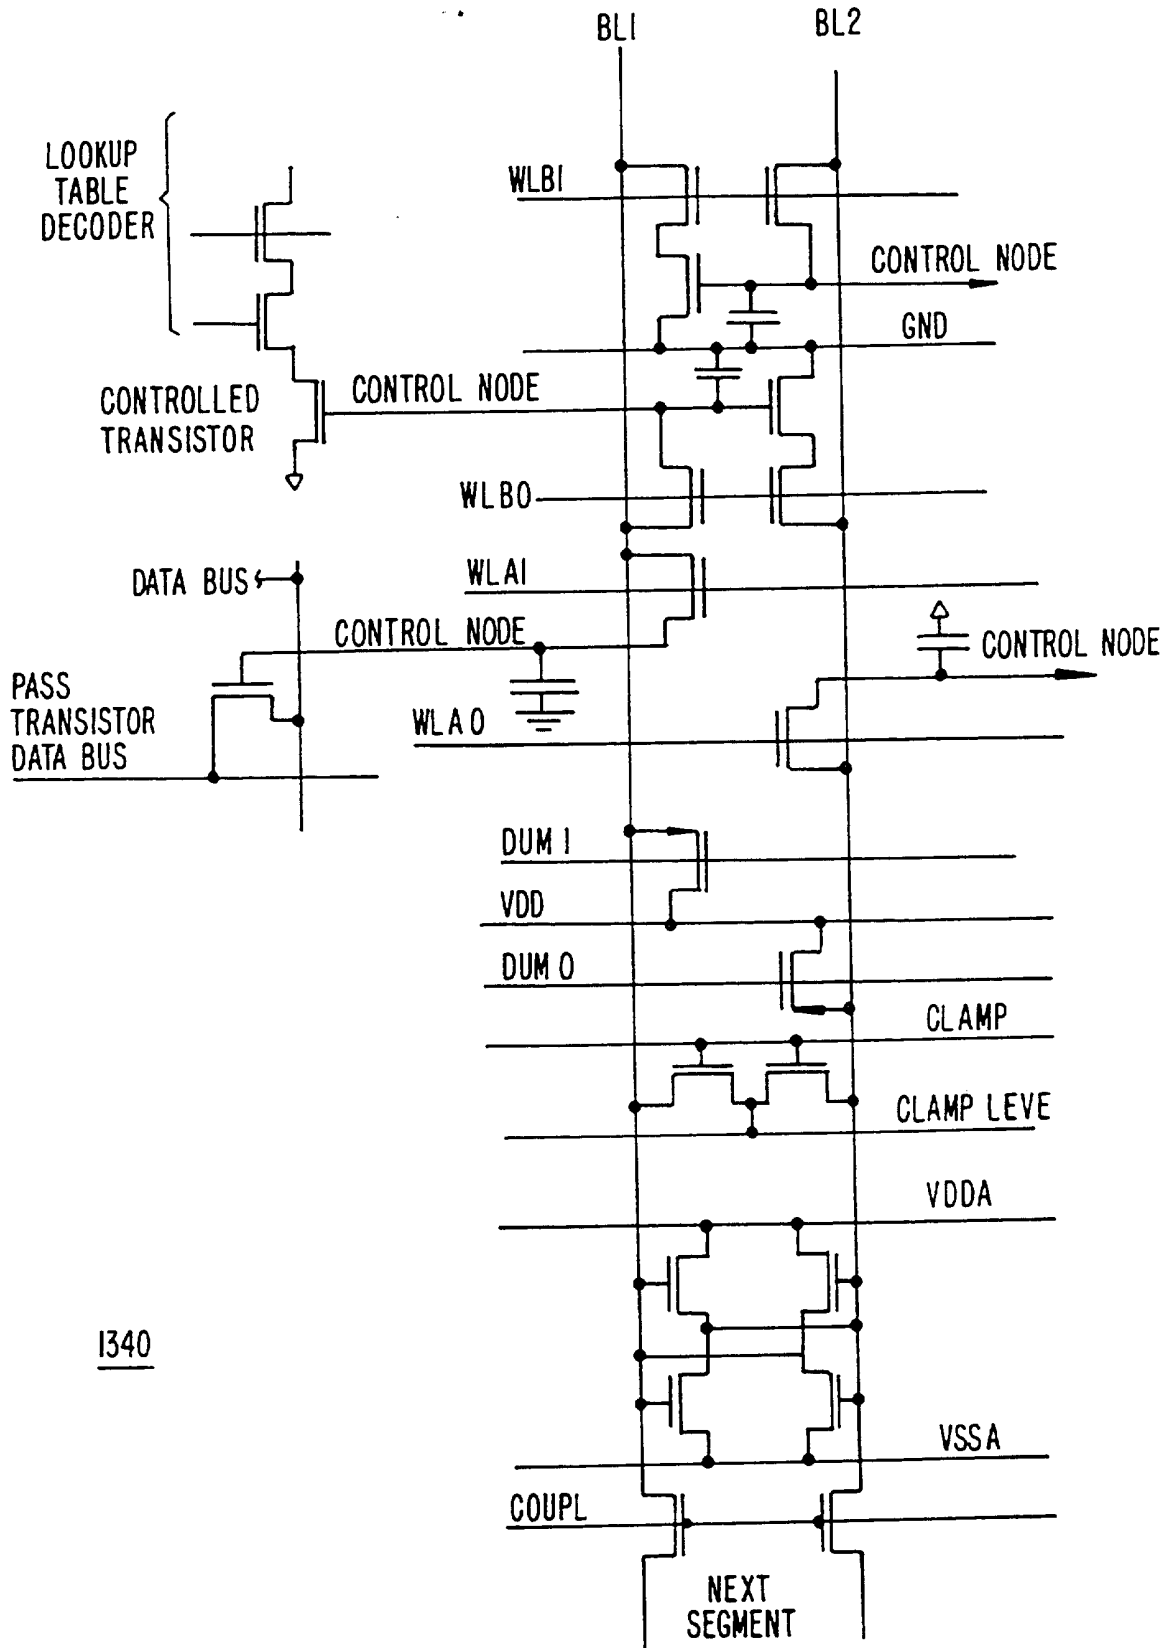 BL1
BL2
LOOKUP
TABLE
DECODER
WLB1
CONTROL NODE
GND
CONTROLLED
TRANSISTOR
CONTROL NODE
WLB0
DATA BUS
WLA1
CONTROL NODE
CONTROL NODE
PASS
TRANSISTOR
DATA BUS
WLA0
DUM 1
VDD
DUM 0
CLAMP
CLAMP LEVE
VDDA
1340
VSSA
COUPL
NEXT
SEGMENT